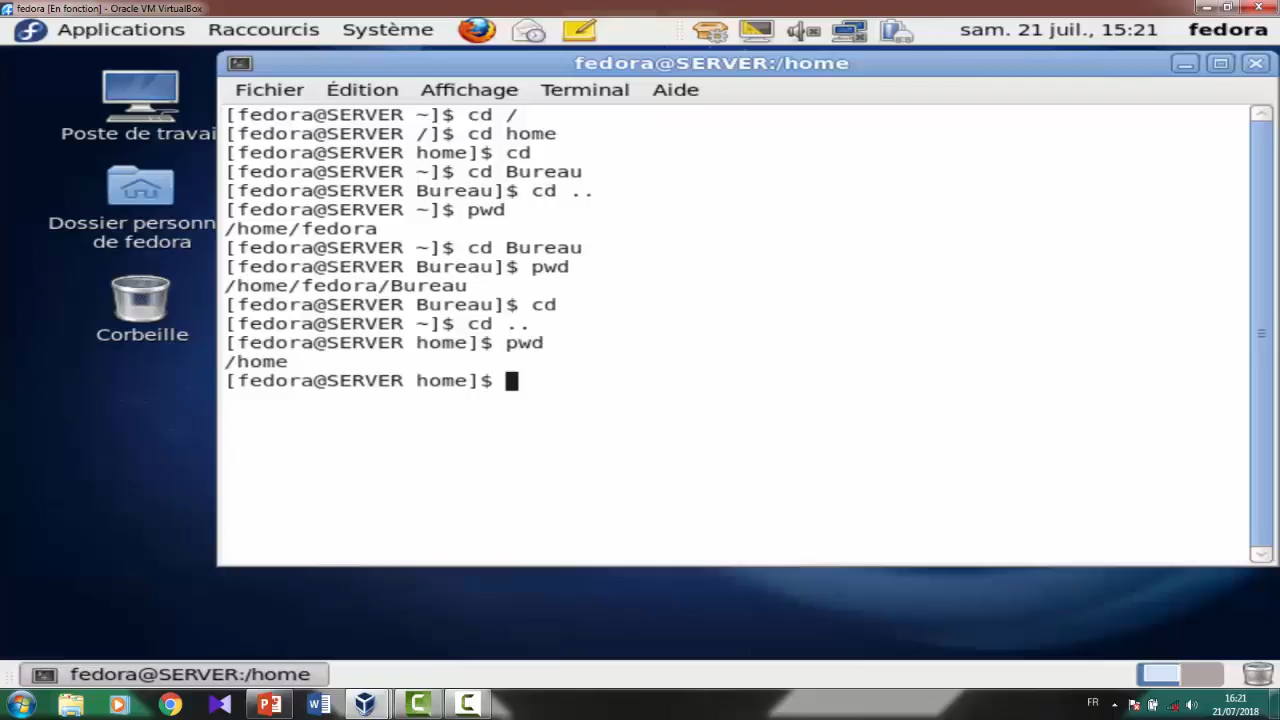 fedora [En fonction] - Oracle VM VirtualBox
Applications Raccourcis Système sam. 21 juil., 15:21 fedora
fedora@SERVER:/home
Fichier Édition Affichage Terminal Aide
Poste de travai
Dossier personn
de fedora
Corbeille
[fedora@SERVER ~]$ cd /
[fedora@SERVER /]$ cd home
[fedora@SERVER home]$ cd
[fedora@SERVER ~]$ cd Bureau
[fedora@SERVER Bureau]$ cd ..
[fedora@SERVER ~]$ pwd
/home/fedora
[fedora@SERVER ~]$ cd Bureau
[fedora@SERVER Bureau]$ pwd
/home/fedora/Bureau
[fedora@SERVER Bureau]$ cd
[fedora@SERVER ~]$ cd ..
[fedora@SERVER home]$ pwd
/home
[fedora@SERVER home]$
fedora@SERVER:/home
FR 16:21
21/07/2018